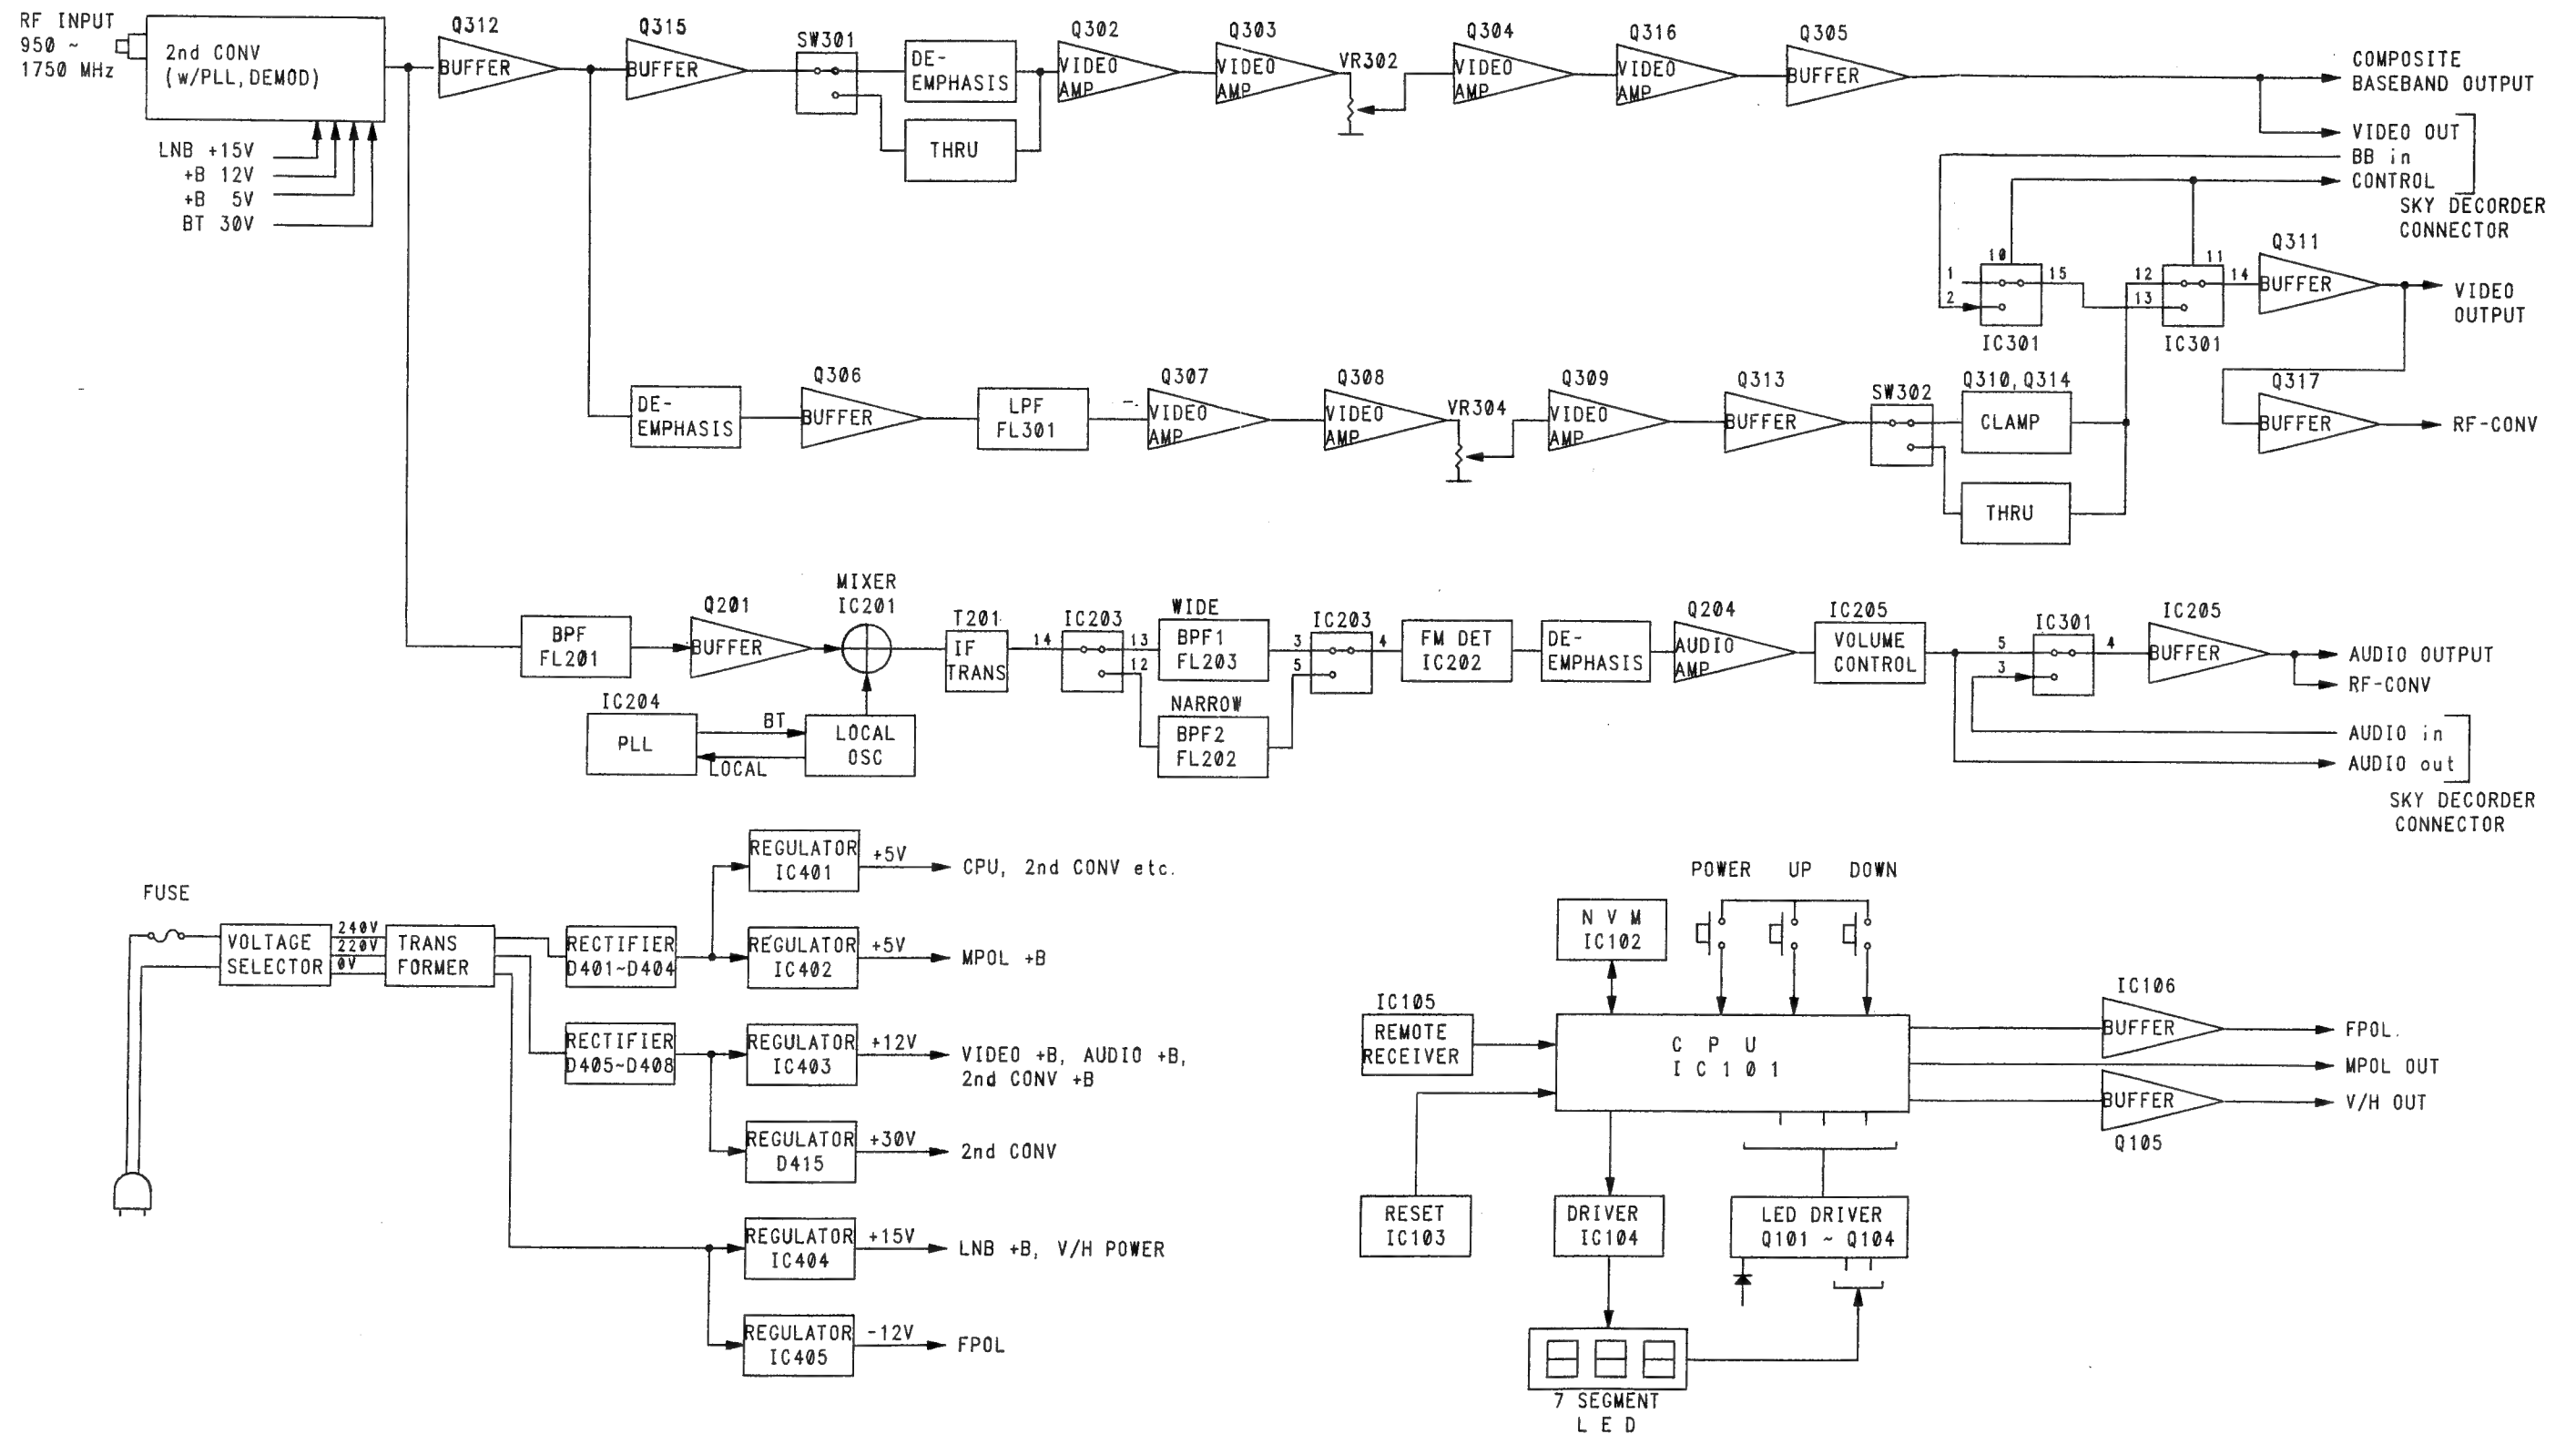 RF INPUT
950 ~
1750 MHz
2nd CONV
(w/PLL, DEMOD)
LNB +15V
+B 12V
+B 5V
BT 30V
Q312
BUFFER
Q315
BUFFER
SW301
DE-
EMPHASIS
THRU
Q302
VIDEO
AMP
Q303
VIDEO
AMP
VR302
Q304
VIDEO
AMP
Q316
VIDEO
AMP
Q305
BUFFER
COMPOSITE
BASEBAND OUTPUT
VIDEO OUT
BB in
CONTROL
SKY DECORDER
CONNECTOR
10
1
2
15
IC301
11
12
13
14
IC301
Q311
BUFFER
VIDEO
OUTPUT
Q317
BUFFER
RF-CONV
DE-
EMPHASIS
Q306
BUFFER
LPF
FL301
Q307
VIDEO
AMP
Q308
VIDEO
AMP
VR304
Q309
VIDEO
AMP
Q313
BUFFER
SW302
Q310, Q314
CLAMP
THRU
BPF
FL201
Q201
BUFFER
MIXER
IC201
T201
IF
TRANS
14
IC203
13
12
WIDE
BPF1
FL203
NARROW
BPF2
FL202
3
5
IC203
4
FM DET
IC202
DE-
EMPHASIS
Q204
AUDIO
AMP
IC205
VOLUME
CONTROL
5
3
IC301
4
IC205
BUFFER
AUDIO OUTPUT
RF-CONV
AUDIO in
AUDIO out
SKY DECORDER
CONNECTOR
IC204
PLL
BT
LOCAL
LOCAL
OSC
FUSE
VOLTAGE
SELECTOR
240V
220V
0V
TRANS
FORMER
RECTIFIER
D401~D404
RECTIFIER
D405~D408
REGULATOR
IC401
+5V
CPU, 2nd CONV etc.
REGULATOR
IC402
+5V
MPOL +B
REGULATOR
IC403
+12V
VIDEO +B, AUDIO +B,
2nd CONV +B
REGULATOR
D415
+30V
2nd CONV
REGULATOR
IC404
+15V
LNB +B, V/H POWER
REGULATOR
IC405
-12V
FPOL
POWER
UP
DOWN
N V M
IC102
IC105
REMOTE
RECEIVER
C P U
I C 1 0 1
RESET
IC103
DRIVER
IC104
LED DRIVER
Q101 ~ Q104
7 SEGMENT
L E D
IC106
BUFFER
FPOL.
MPOL OUT
BUFFER
V/H OUT
Q105